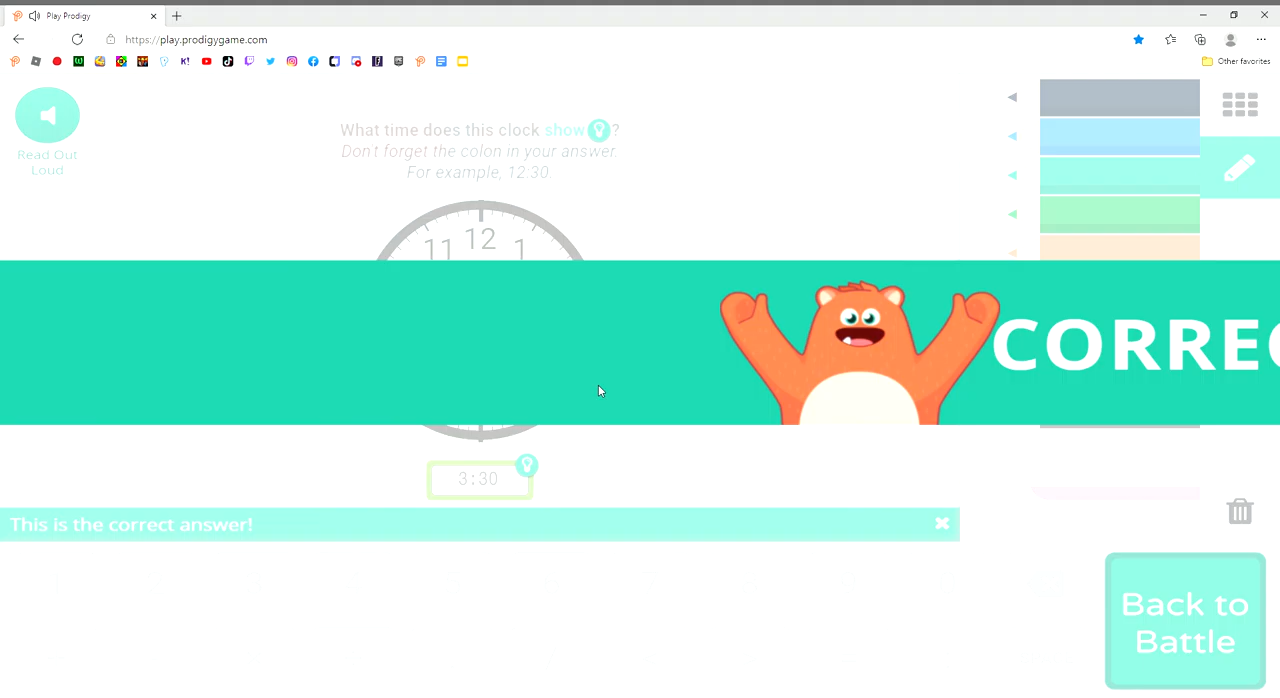 Play Prodigy
https://play.prodigygame.com
Other favorites
What time does this clock show?
Don't forget the colon in your answer.
For example, 12:30.
Read Out
Loud
11 12 1
CORREC
3:30
This is the correct answer!
Back to
Battle